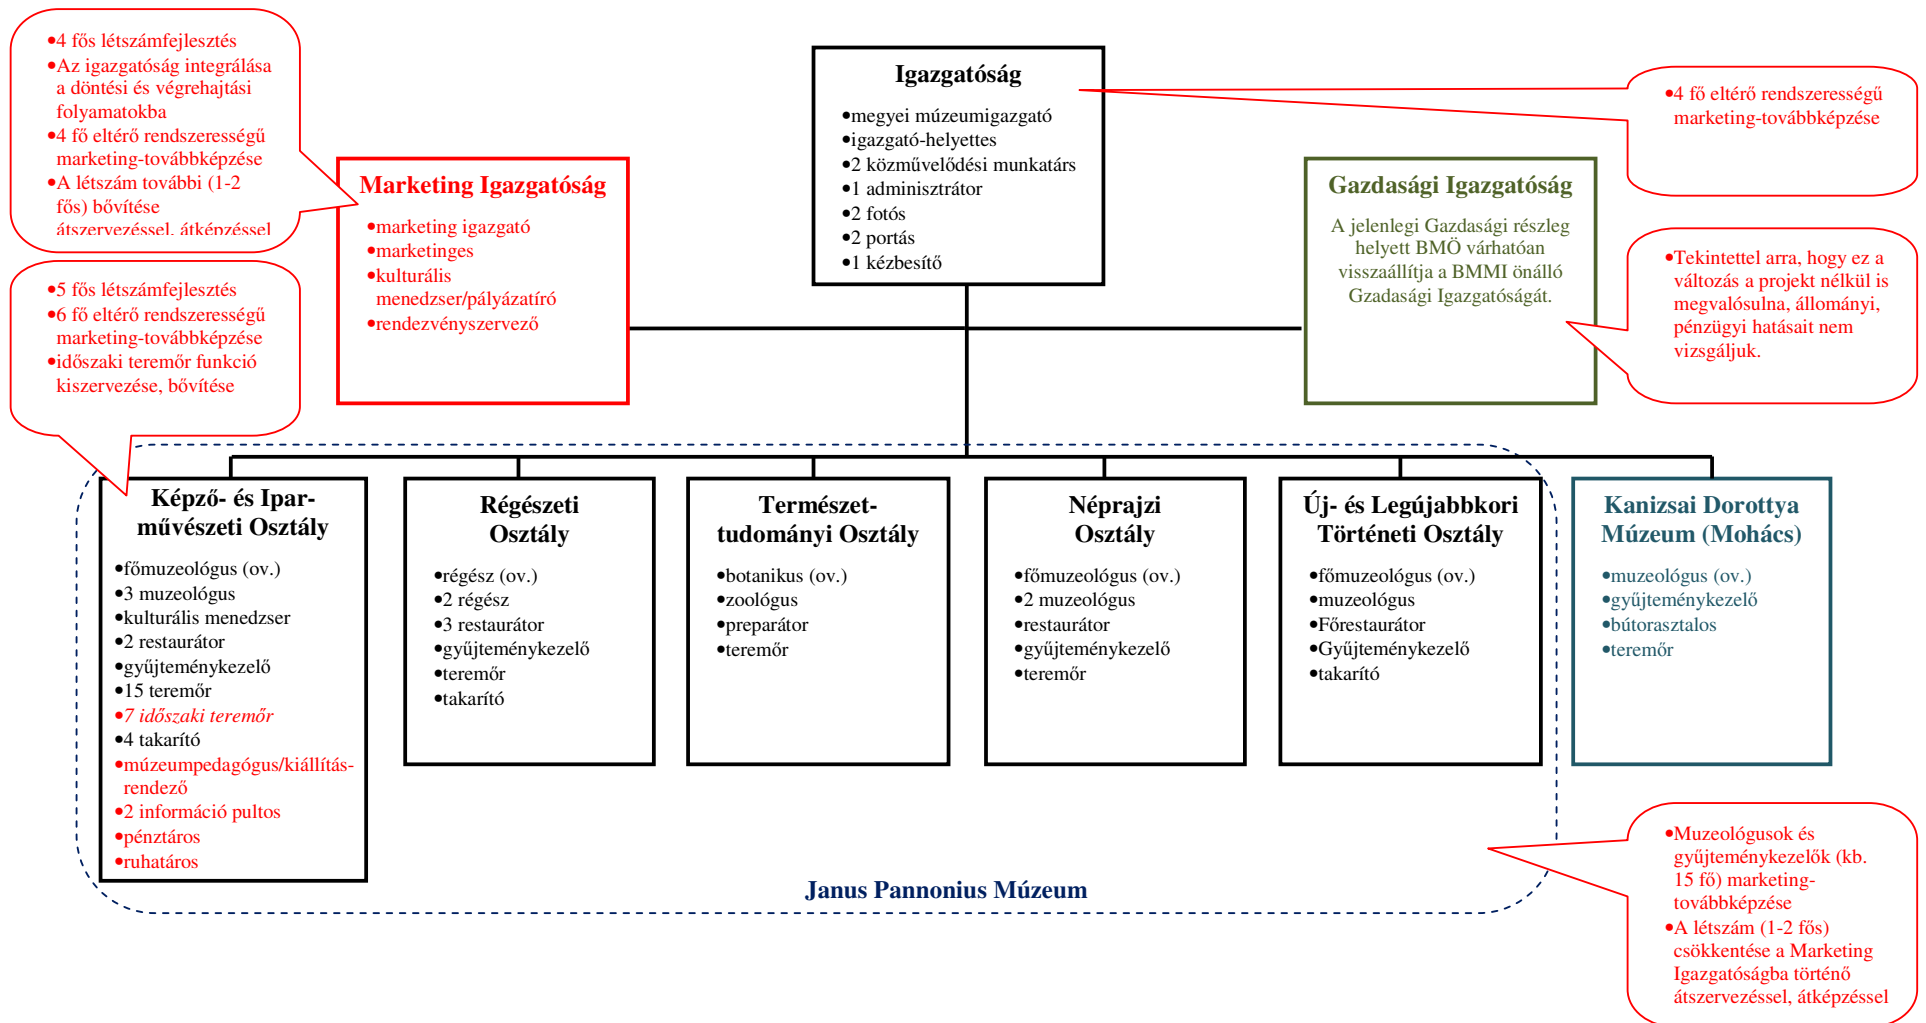 •4 fős létszámfejlesztés
•Az igazgatóság integrálása
a döntési és végrehajtási
folyamatokba
•4 fő eltérő rendszerességű
marketing-továbbképzése
•A létszám további (1-2
fős) bővítése
átszervezéssel, átképzéssel
Igazgatóság
•megyei múzeumigazgató
•igazgató-helyettes
•2 közművelődési munkatárs
•1 adminisztrátor
•2 fotós
•2 portás
•1 kézbesítő
•4 fő eltérő rendszerességű
marketing-továbbképzése
Marketing Igazgatóság
•marketing igazgató
•marketinges
•kulturális
menedzser/pályázatíró
•rendezvényszervező
Gazdasági Igazgatóság
A jelenlegi Gazdasági részleg
helyett BMÖ várhatóan
visszaállítja a BMMI önálló
Gzadasági Igazgatóságát.
•Tekintettel arra, hogy ez a
változás a projekt nélkül is
megvalósulna, állományi,
pénzügyi hatásait nem
vizsgáljuk.
•5 fős létszámfejlesztés
•6 fő eltérő rendszerességű
marketing-továbbképzése
•időszaki teremőr funkció
kiszervezése, bővítése
Képző- és Ipar-
művészeti Osztály
•főmuzeológus (ov.)
•3 muzeológus
•kulturális menedzser
•2 restaurátor
•gyűjteménykezelő
•15 teremőr
•7 időszaki teremőr
•4 takarító
•múzeumpedagógus/kiállítás-
rendező
•2 információ pultos
•pénztáros
•ruhatáros
Régészeti
Osztály
•régész (ov.)
•2 régész
•3 restaurátor
•gyűjteménykezelő
•teremőr
•takarító
Természet-
tudományi Osztály
•botanikus (ov.)
•zoológus
•preparátor
•teremőr
Néprajzi
Osztály
•főmuzeológus (ov.)
•2 muzeológus
•restaurátor
•gyűjteménykezelő
•teremőr
Új- és Legújabbkori
Történeti Osztály
•főmuzeológus (ov.)
•muzeológus
•Főrestaurátor
•Gyűjteménykezelő
•takarító
Kanizsai Dorottya
Múzeum (Mohács)
•muzeológus (ov.)
•gyűjteménykezelő
•bútorasztalos
•teremőr
Janus Pannonius Múzeum
•Muzeológusok és
gyűjteménykezelők (kb.
15 fő) marketing-
továbbképzése
•A létszám (1-2 fős)
csökkentése a Marketing
Igazgatóságba történő
átszervezéssel, átképzéssel